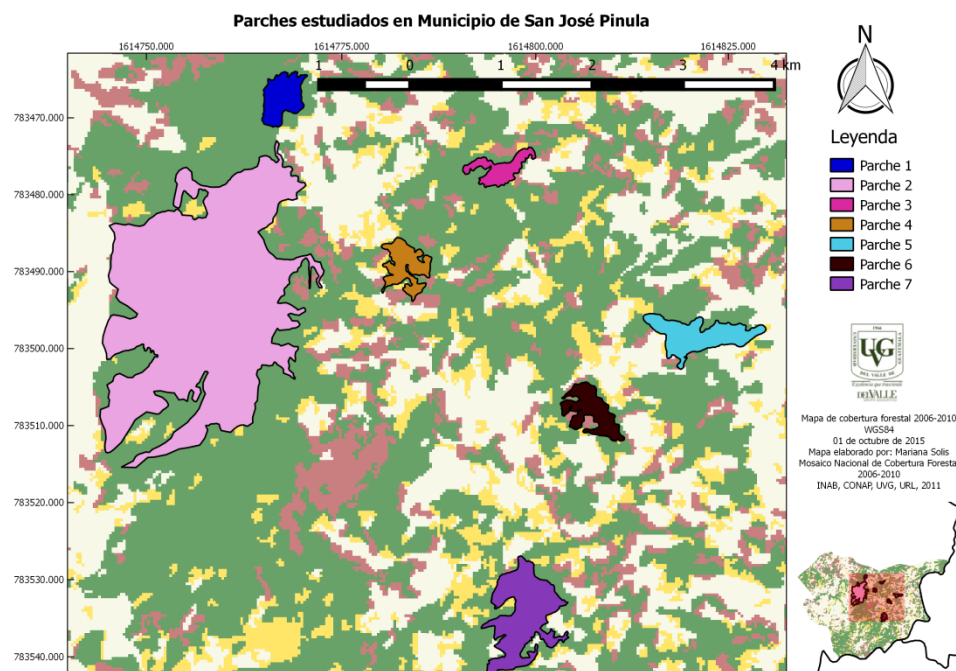 Parches estudiados en Municipio de San José Pinula
1614750.000 1614775.000 1614800.000 1614825.000
1 0 1 2 3 4 km
783470.000
783480.000
783490.000
783500.000
783510.000
783520.000
783530.000
783540.000
N
Leyenda
Parche 1
Parche 2
Parche 3
Parche 4
Parche 5
Parche 6
Parche 7
UVG
DEL VALLE DE
GUATEMALA
DELVALLE
Mapa de cobertura forestal 2006-2010
WGS84
01 de octubre de 2015
Mapa elaborado por: Mariana Solis
Mosaico Nacional de Cobertura Foresta
2006-2010
INAB, CONAP, UVG, URL, 2011